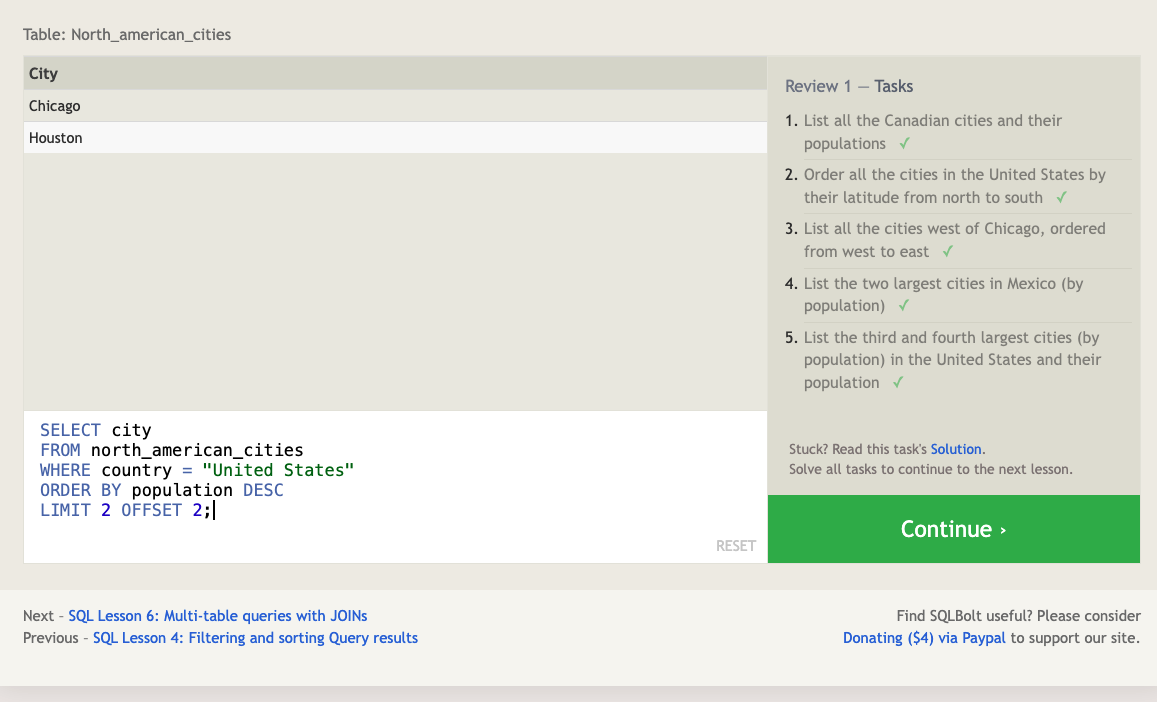 Table: North_american_cities
City
Chicago
Houston
SELECT city
FROM north_american_cities
WHERE country = "United States"
ORDER BY population DESC
LIMIT 2 OFFSET 2;
RESET
Review 1 — Tasks
1. List all the Canadian cities and their
populations ✓
2. Order all the cities in the United States by
their latitude from north to south ✓
3. List all the cities west of Chicago, ordered
from west to east ✓
4. List the two largest cities in Mexico (by
population) ✓
5. List the third and fourth largest cities (by
population) in the United States and their
population ✓
Stuck? Read this task's Solution.
Solve all tasks to continue to the next lesson.
Continue ›
Next – SQL Lesson 6: Multi-table queries with JOINs
Previous – SQL Lesson 4: Filtering and sorting Query results
Find SQLBolt useful? Please consider
Donating ($4) via Paypal to support our site.